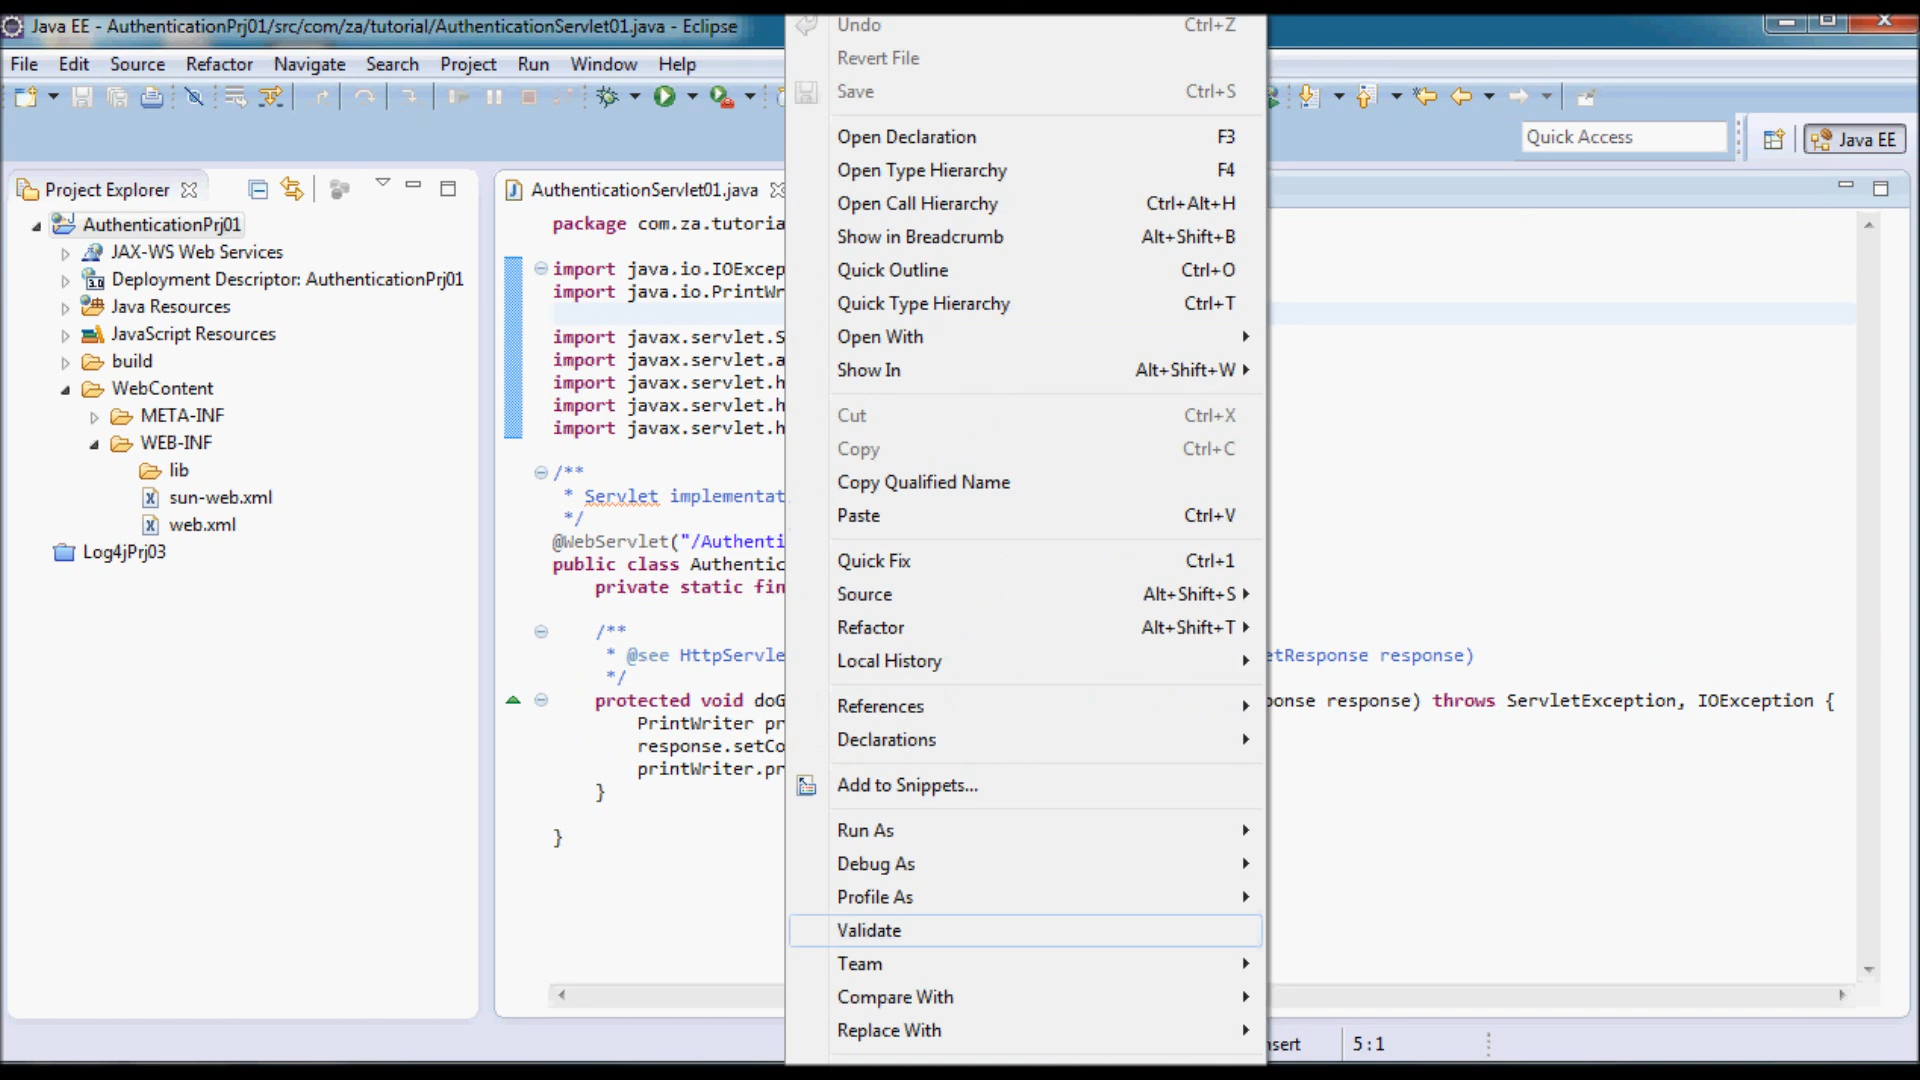 Java EE - AuthenticationPrj01/src/com/za/tutorial/AuthenticationServlet01.java - Eclipse
File Edit Source Refactor Navigate Search Project Run Window Help
Quick Access
Java EE
Project Explorer
AuthenticationPrj01
JAX-WS Web Services
Deployment Descriptor: AuthenticationPrj01
Java Resources
JavaScript Resources
build
WebContent
META-INF
WEB-INF
lib
sun-web.xml
web.xml
Log4jPrj03
AuthenticationServlet01.java
package com.za.tutoria
import java.io.IOExcep
import java.io.PrintWr
import javax.servlet.S
import javax.servlet.a
import javax.servlet.h
import javax.servlet.h
import javax.servlet.h
/**
* Servlet implementat
*/
@WebServlet("/Authenti
public class Authentic
private static fin
/**
* @see HttpServle etResponse response)
*/
protected void doG onse response) throws ServletException, IOException {
PrintWriter pr
response.setCo
printWriter.pr
}
}
Undo Ctrl+Z
Revert File
Save Ctrl+S
Open Declaration F3
Open Type Hierarchy F4
Open Call Hierarchy Ctrl+Alt+H
Show in Breadcrumb Alt+Shift+B
Quick Outline Ctrl+O
Quick Type Hierarchy Ctrl+T
Open With
Show In Alt+Shift+W
Cut Ctrl+X
Copy Ctrl+C
Copy Qualified Name
Paste Ctrl+V
Quick Fix Ctrl+1
Source Alt+Shift+S
Refactor Alt+Shift+T
Local History
References
Declarations
Add to Snippets...
Run As
Debug As
Profile As
Validate
Team
Compare With
Replace With
nsert 5:1